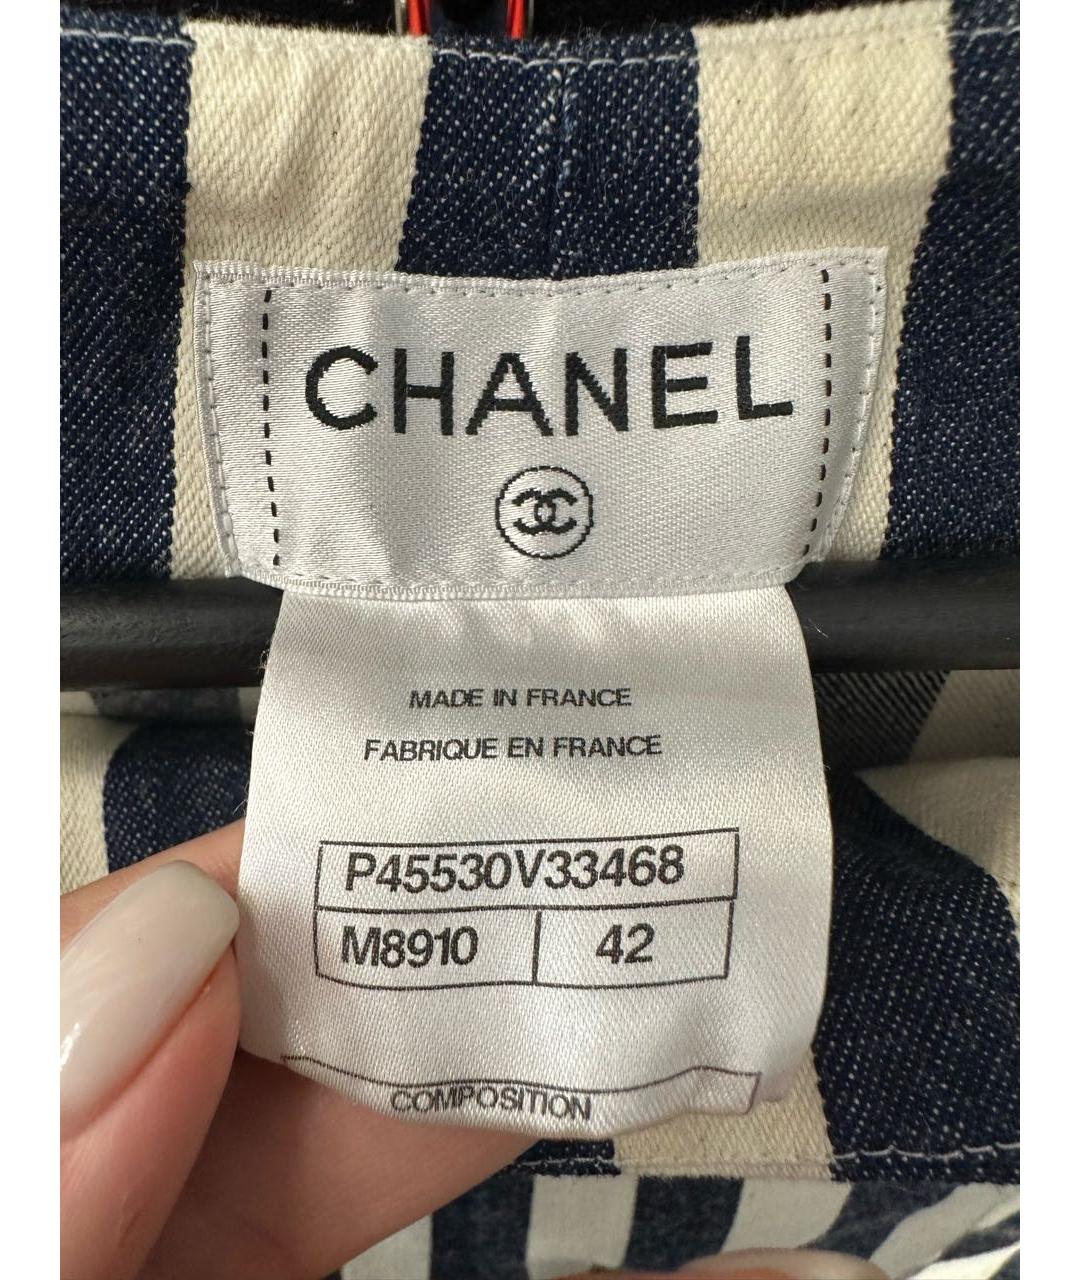 CHANEL
MADE IN FRANCE
FABRIQUE EN FRANCE
P45530V33468
M8910 42
COMPOSITION